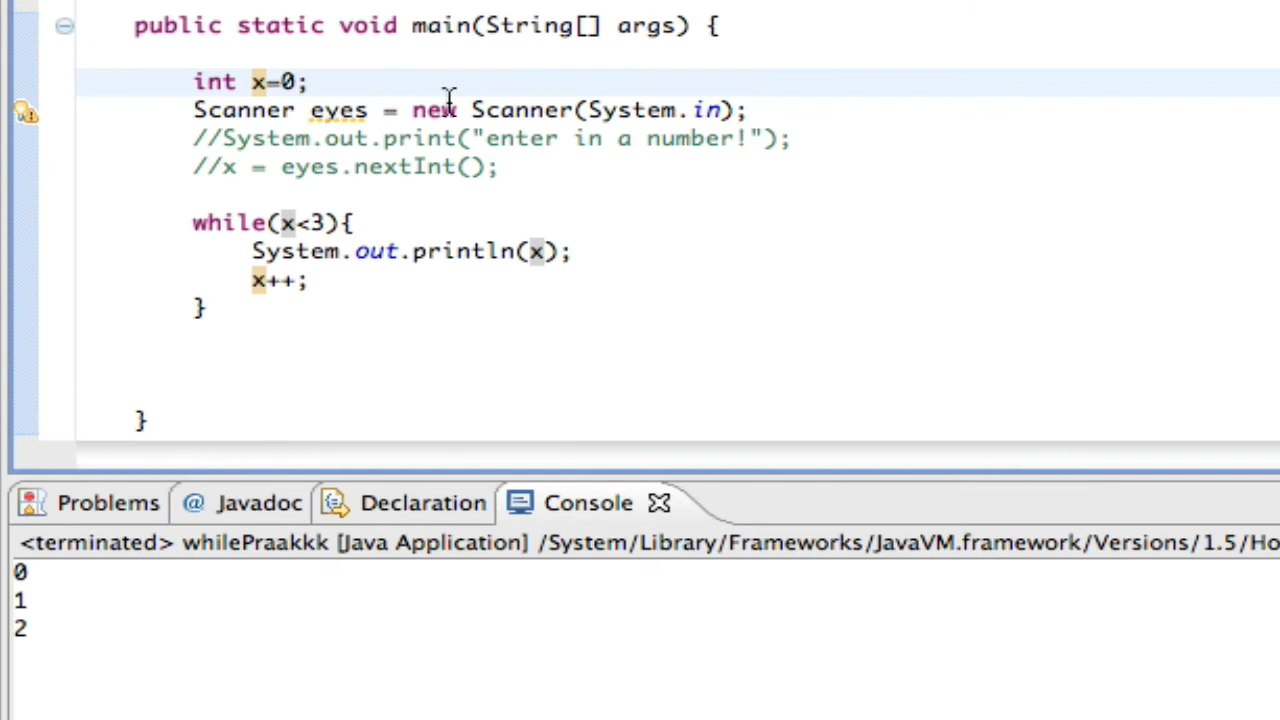 public static void main(String[] args) {
int x=0;
Scanner eyes = new Scanner(System.in);
//System.out.print("enter in a number!");
//x = eyes.nextInt();
while(x<3){
System.out.println(x);
x++;
}
}
Problems @ Javadoc Declaration Console
<terminated> whilePraakkk [Java Application] /System/Library/Frameworks/JavaVM.framework/Versions/1.5/Ho
0
1
2